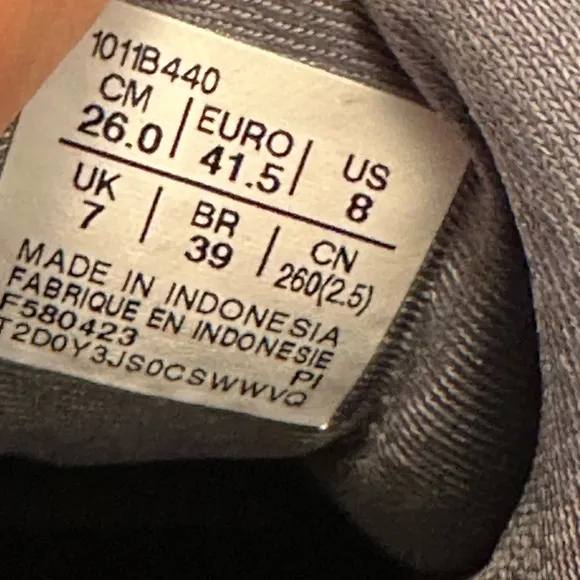 1011B440
CM | EURO | US
26.0 | 41.5 | 8
UK | BR | CN
7 | 39 | 260(2.5)
MADE IN INDONESIA
FABRIQUE EN INDONESIE
F580423 PI
T2D0Y3JS0CSWWVQ